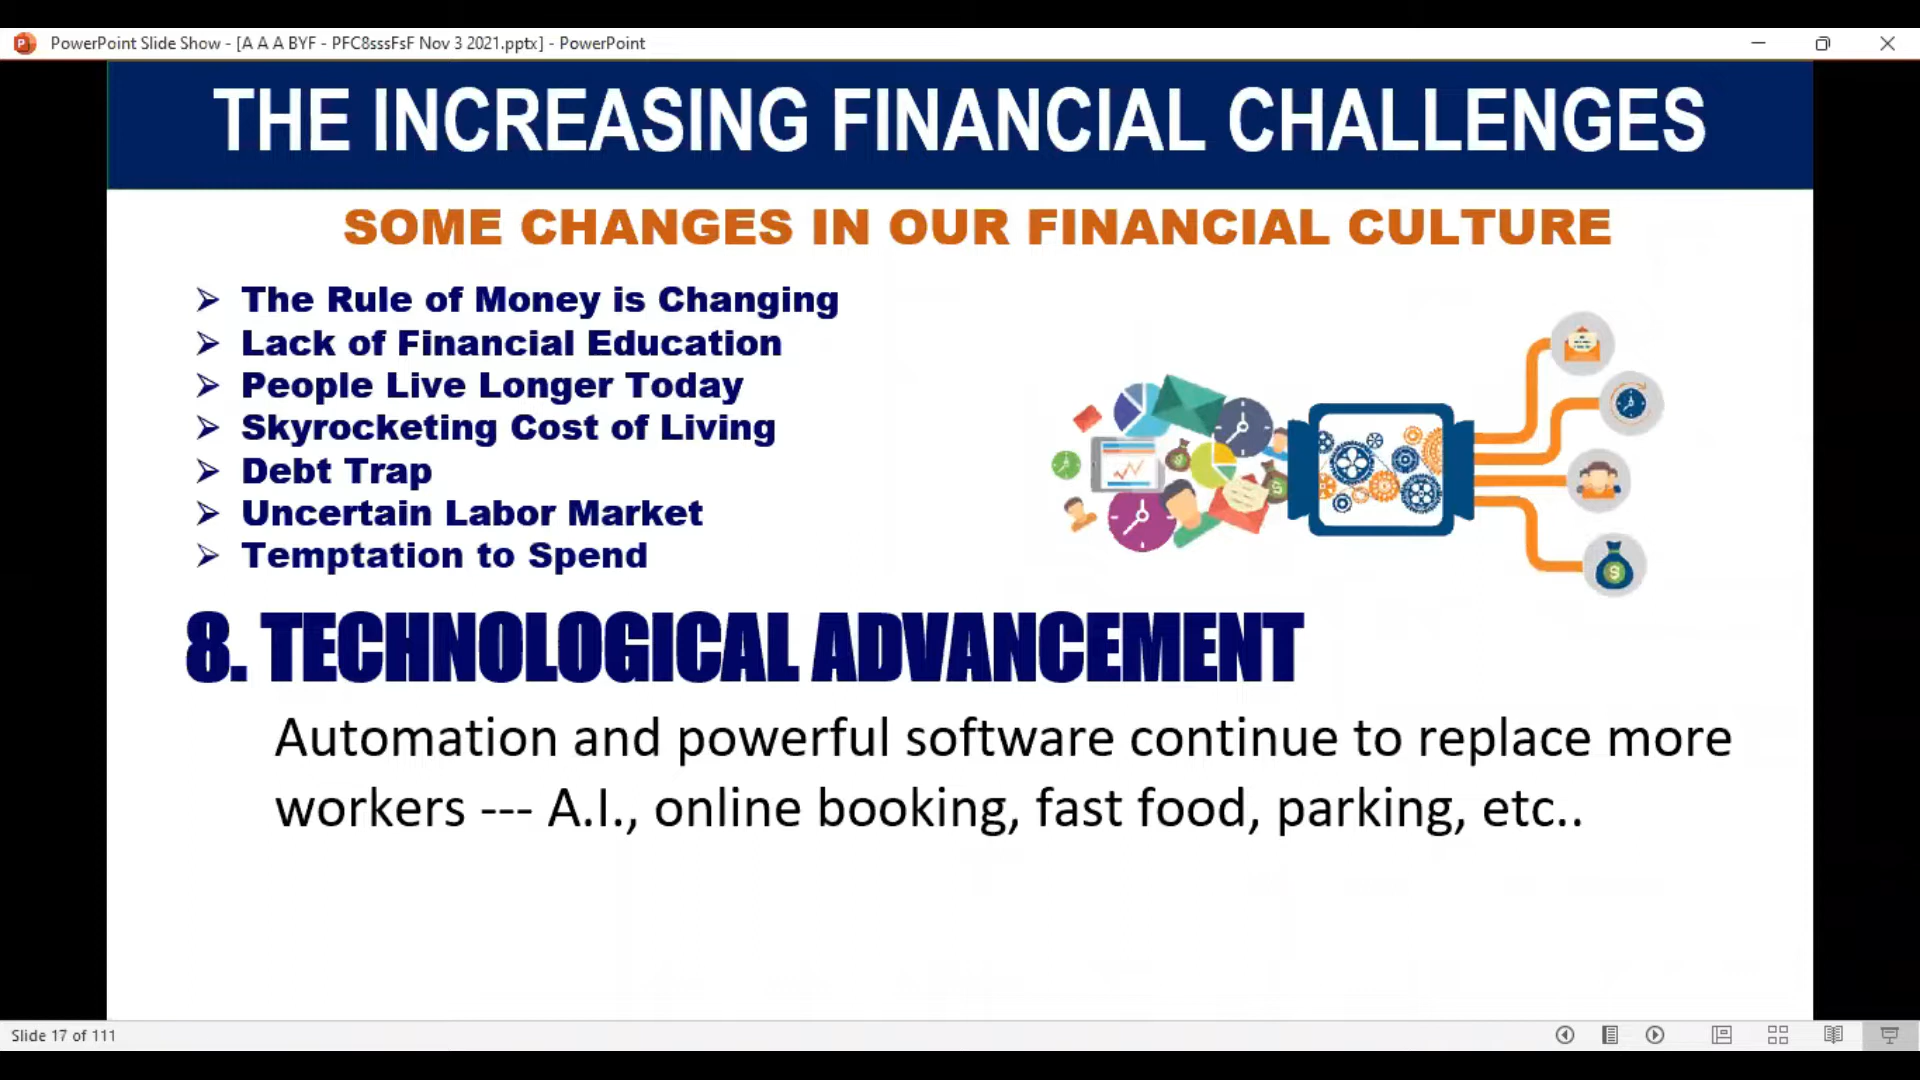 PowerPoint Slide Show - [A A A BYF - PFC8sssFsF Nov 3 2021.pptx] - PowerPoint
THE INCREASING FINANCIAL CHALLENGES
SOME CHANGES IN OUR FINANCIAL CULTURE
➢ The Rule of Money is Changing
➢ Lack of Financial Education
➢ People Live Longer Today
➢ Skyrocketing Cost of Living
➢ Debt Trap
➢ Uncertain Labor Market
➢ Temptation to Spend
8. TECHNOLOGICAL ADVANCEMENT
Automation and powerful software continue to replace more
workers --- A.I., online booking, fast food, parking, etc..
Slide 17 of 111